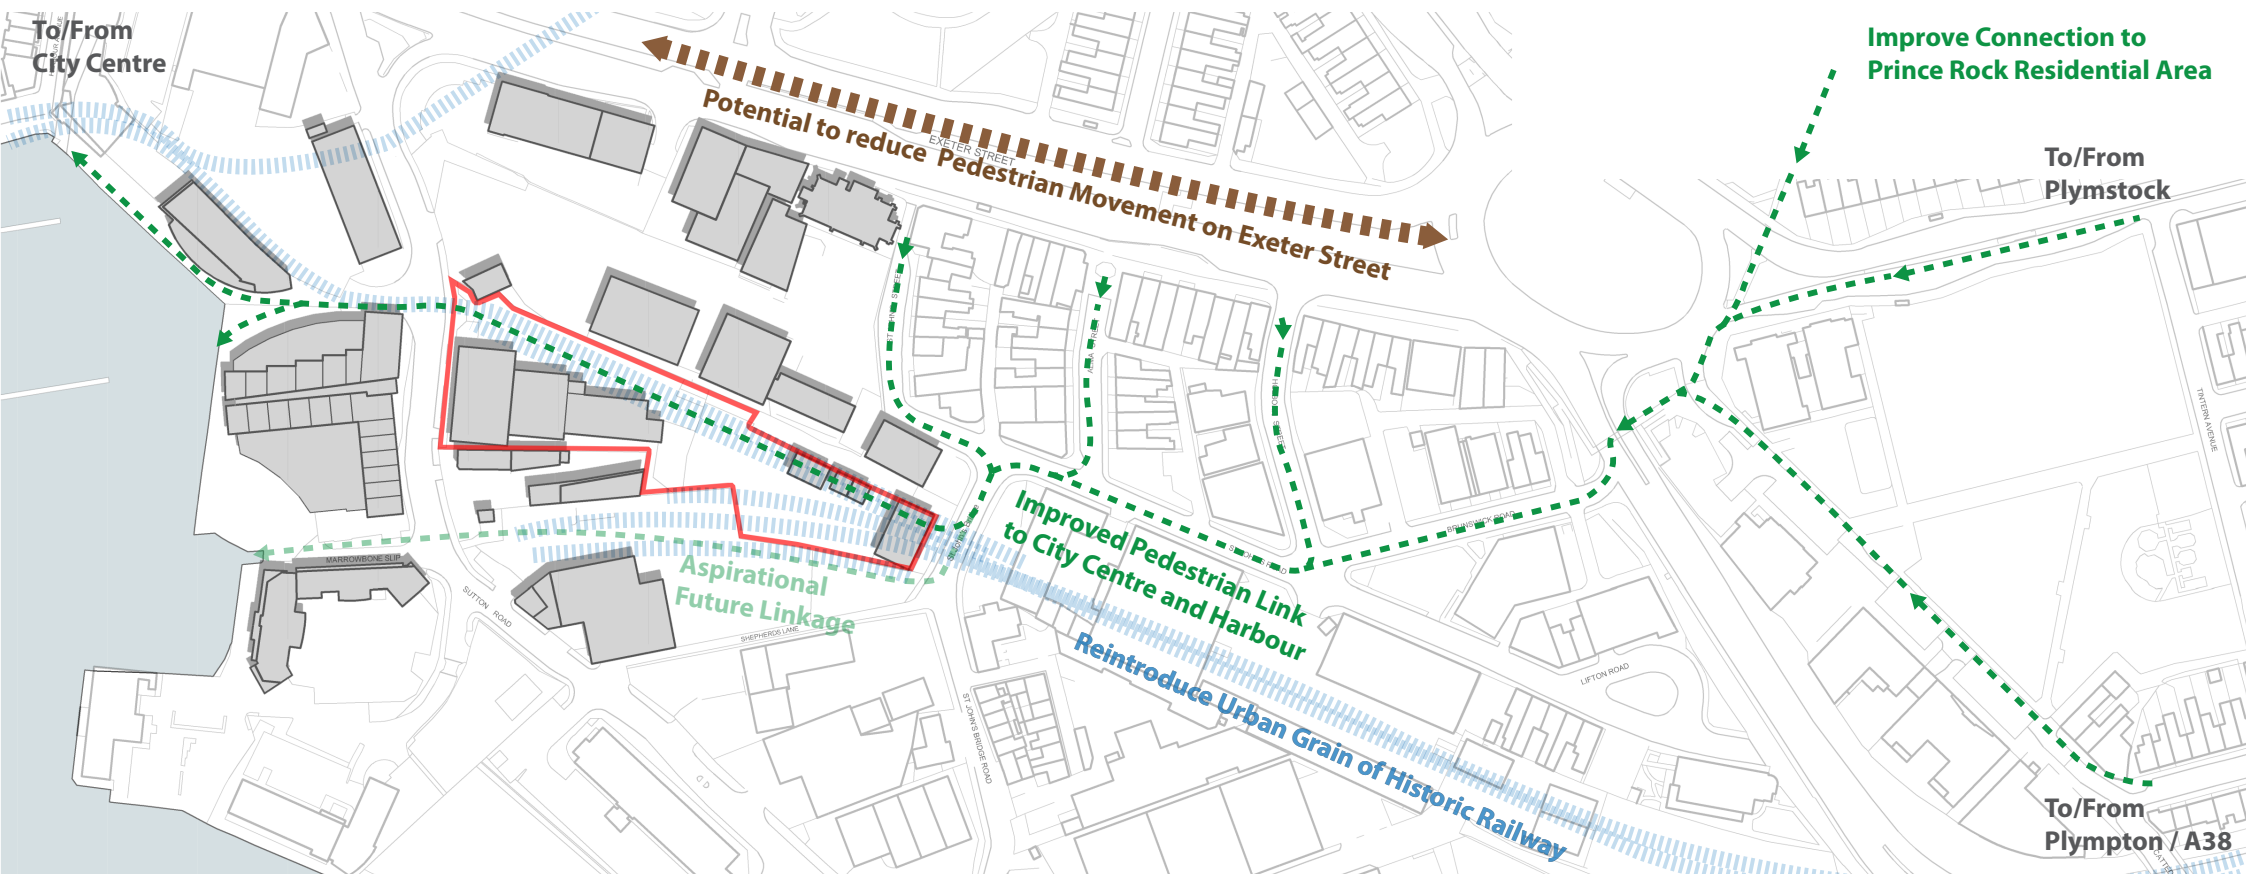 To/From
City Centre
Improve Connection to
Prince Rock Residential Area
To/From
Plymstock
Potential to reduce Pedestrian Movement on Exeter Street
EXETER STREET
ALMA STREET
TINTERN AVENUE
BRUNSWICK ROAD
Improved Pedestrian Link
to City Centre and Harbour
MARROWBONE SLIP
SUTTON ROAD
Aspirational
Future Linkage
SHEPHERDS LANE
ST JOHN'S BRIDGE ROAD
LIFTON ROAD
Reintroduce Urban Grain of Historic Railway
To/From
Plympton / A38